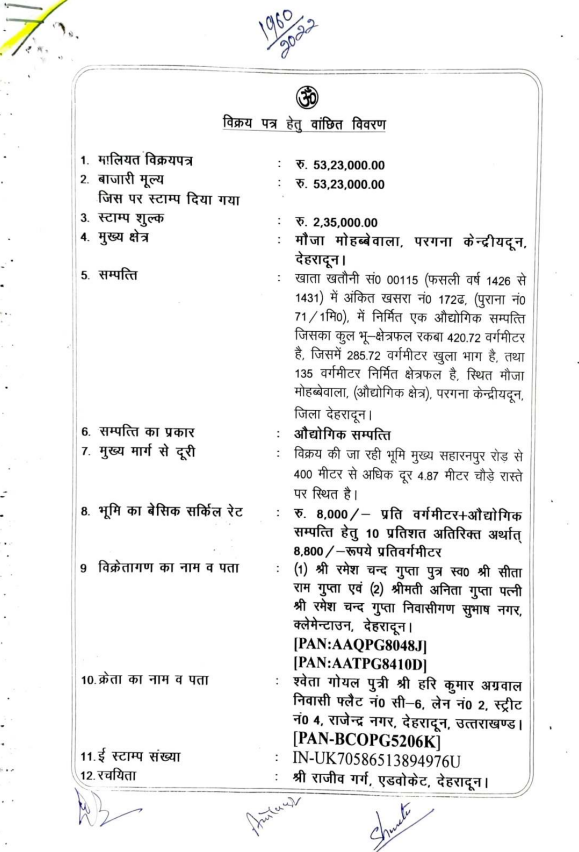 1960
2022
ॐ
विक्रय पत्र हेतु वांछित विवरण
1. मालियत विक्रयपत्र : रु. 53,23,000.00
2. बाजारी मूल्य : रु. 53,23,000.00
जिस पर स्टाम्प दिया गया
3. स्टाम्प शुल्क : रु. 2,35,000.00
4. मुख्य क्षेत्र : मौजा मोहब्बेवाला, परगना केन्द्रीयदून,
देहरादून।
5. सम्पत्ति : खाता खतौनी सं0 00115 (फसली वर्ष 1426 से
1431) में अंकित खसरा नं0 172ढ, (पुराना नं0
71/1मि0), में निर्मित एक औद्योगिक सम्पत्ति
जिसका कुल भू-क्षेत्रफल रकबा 420.72 वर्गमीटर
है, जिसमें 285.72 वर्गमीटर खुला भाग है, तथा
135 वर्गमीटर निर्मित क्षेत्रफल है, स्थित मौजा
मोहब्बेवाला, (औद्योगिक क्षेत्र), परगना केन्द्रीयदून,
जिला देहरादून।
6. सम्पत्ति का प्रकार : औद्योगिक सम्पत्ति
7. मुख्य मार्ग से दूरी : विक्रय की जा रही भूमि मुख्य सहारनपुर रोड़ से
400 मीटर से अधिक दूर 4.87 मीटर चौड़े रास्ते
पर स्थित है।
8. भूमि का बेसिक सर्किल रेट : रु. 8,000/- प्रति वर्गमीटर+औद्योगिक
सम्पत्ति हेतु 10 प्रतिशत अतिरिक्त अर्थात्
8,800/-रूपये प्रतिवर्गमीटर
9 विक्रेतागण का नाम व पता : (1) श्री रमेश चन्द गुप्ता पुत्र स्व0 श्री सीता
राम गुप्ता एवं (2) श्रीमती अनिता गुप्ता पत्नी
श्री रमेश चन्द गुप्ता निवासीगण सुभाष नगर,
क्लेमेन्टाउन, देहरादून।
[PAN:AAQPG8048J]
[PAN:AATPG8410D]
10. क्रेता का नाम व पता : श्वेता गोयल पुत्री श्री हरि कुमार अग्रवाल
निवासी फ्लैट नं0 सी-6, लेन नं0 2, स्ट्रीट
नं0 4, राजेन्द्र नगर, देहरादून, उत्तराखण्ड।
[PAN-BCOPG5206K]
11. ई स्टाम्प संख्या : IN-UK70586513894976U
12. रचयिता : श्री राजीव गर्ग, एडवोकेट, देहरादून।